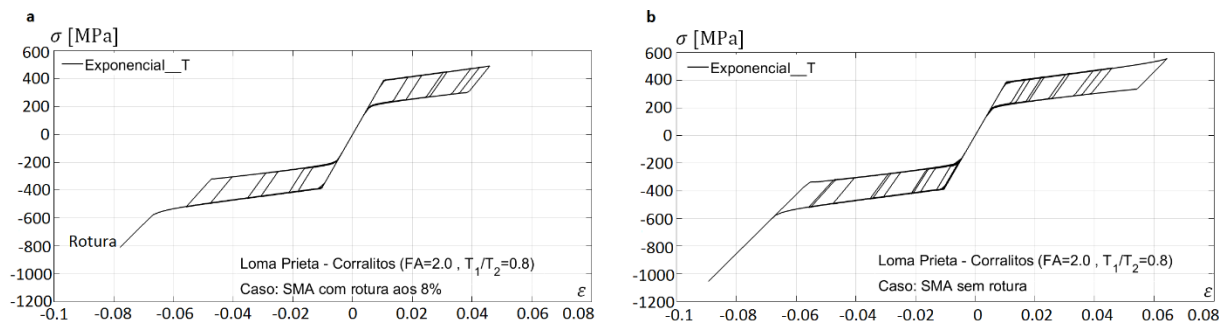 a
σ [MPa]
600
400
200
0
-200
-400
-600
-800
-1000
-1200
Exponencial__T
Rotura
Loma Prieta - Corralitos (FA=2.0 , T1/T2=0.8)
Caso: SMA com rotura aos 8%
ε
-0.1 -0.08 -0.06 -0.04 -0.02 0 0.02 0.04 0.06 0.08
b
σ [MPa]
600
400
200
0
-200
-400
-600
-800
-1000
-1200
Exponencial__T
Loma Prieta - Corralitos (FA=2.0 , T1/T2=0.8)
Caso: SMA sem rotura
ε
-0.1 -0.08 -0.06 -0.04 -0.02 0 0.02 0.04 0.06 0.08